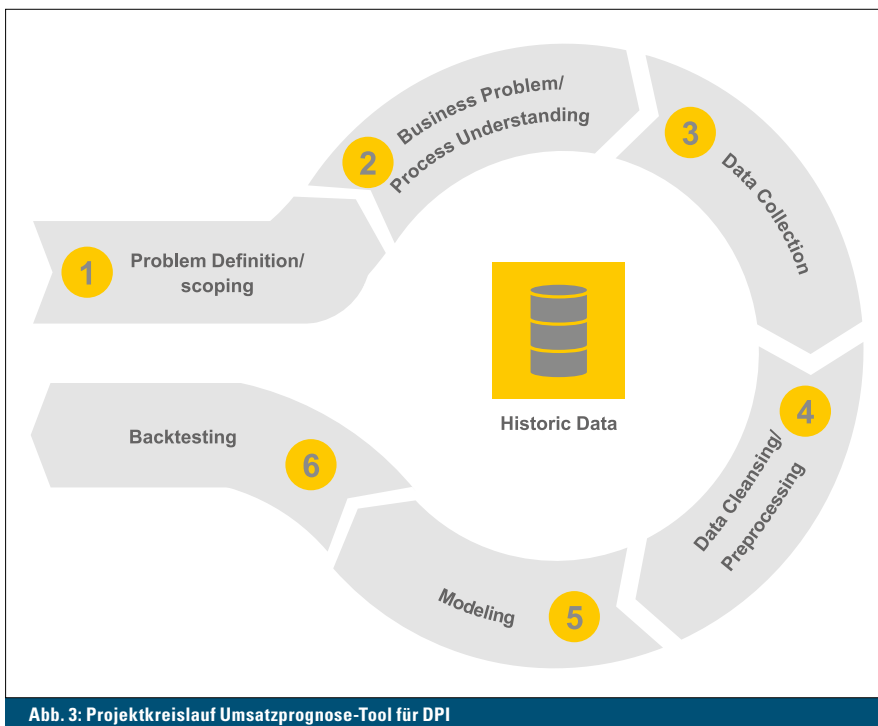 1
Problem Definition/
scoping
2
Business Problem/
Process Understanding
3
Data Collection
4
Data Cleansing/
Preprocessing
5
Modeling
6
Backtesting
Historic Data
Abb. 3: Projektkreislauf Umsatzprognose-Tool für DPI